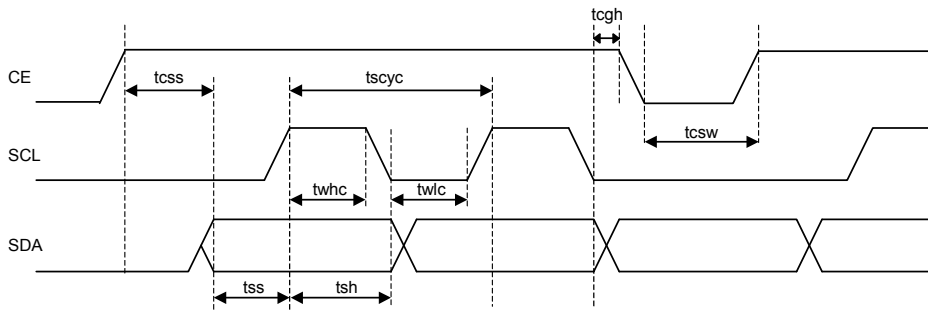 tcgh
CE
tcss
tscyc
tcsw
SCL
twhc
twlc
SDA
tss
tsh